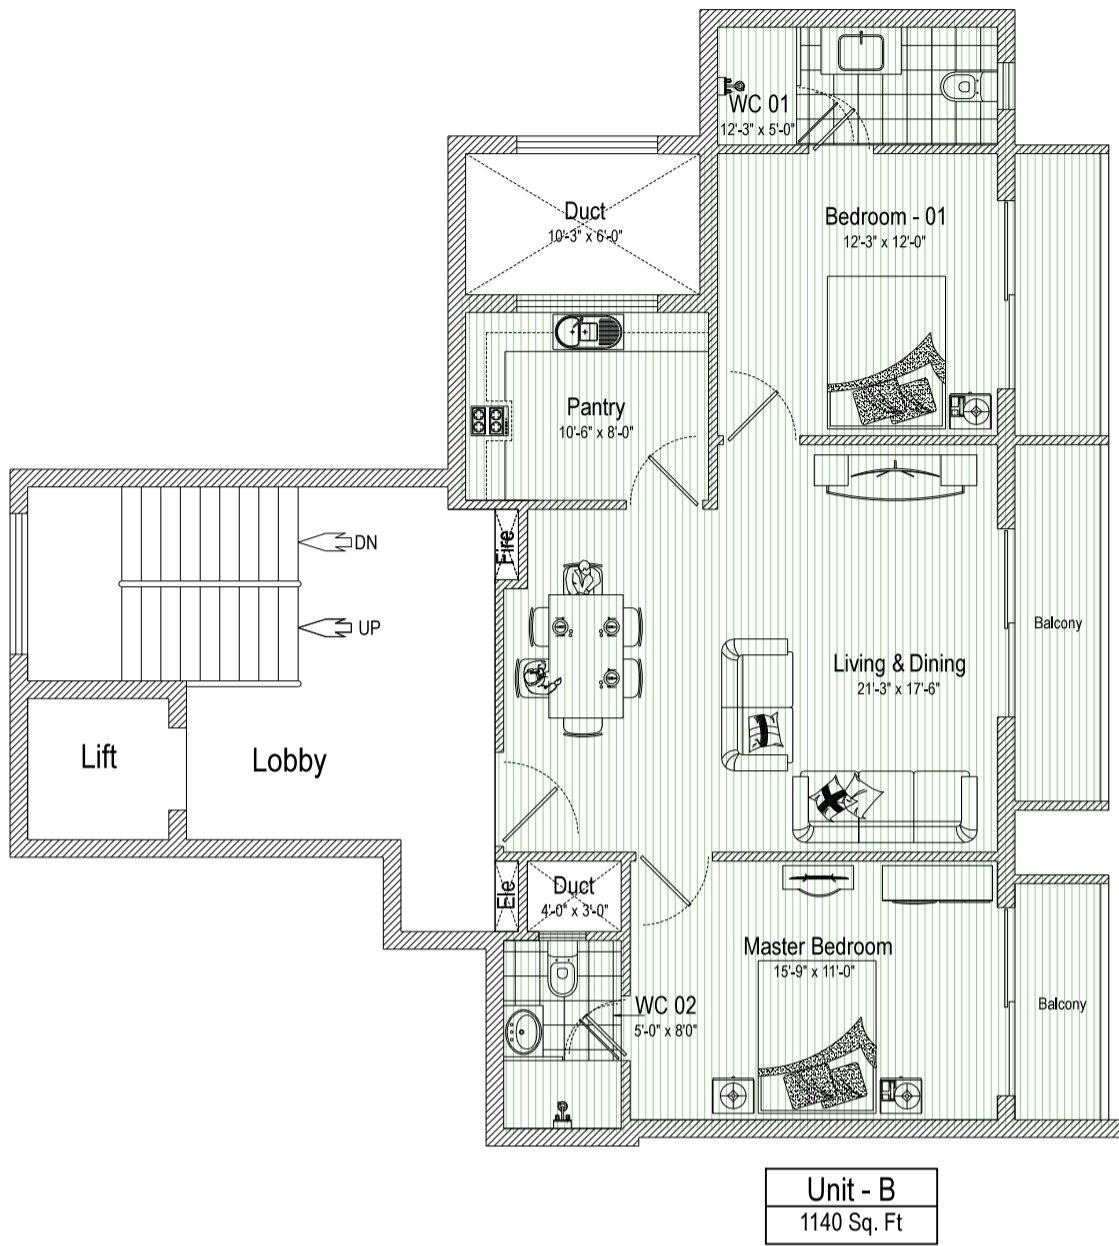 WC 01
12'-3" x 5'-0"
Duct
10'-3" x 6'-0"
Bedroom - 01
12'-3" x 12'-0"
Pantry
10'-6" x 8'-0"
Fire
DN
UP
Balcony
Living & Dining
21'-3" x 17'-6"
Lift
Lobby
Ele
Duct
4'-0" x 3'-0"
Master Bedroom
15'-9" x 11'-0"
WC 02
5'-0" x 8'0"
Balcony
Unit - B
1140 Sq. Ft